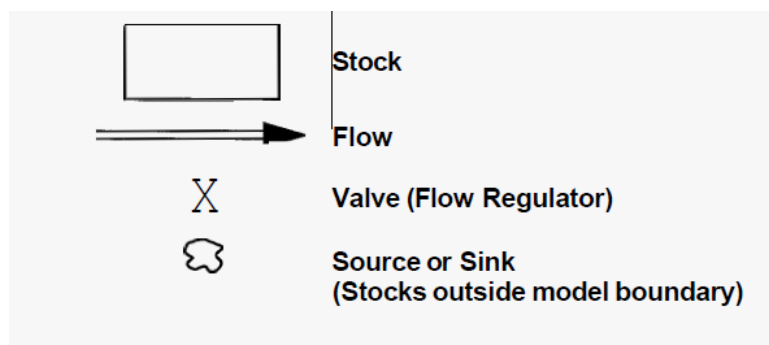 Stock
Flow
X
Valve (Flow Regulator)
Source or Sink
(Stocks outside model boundary)